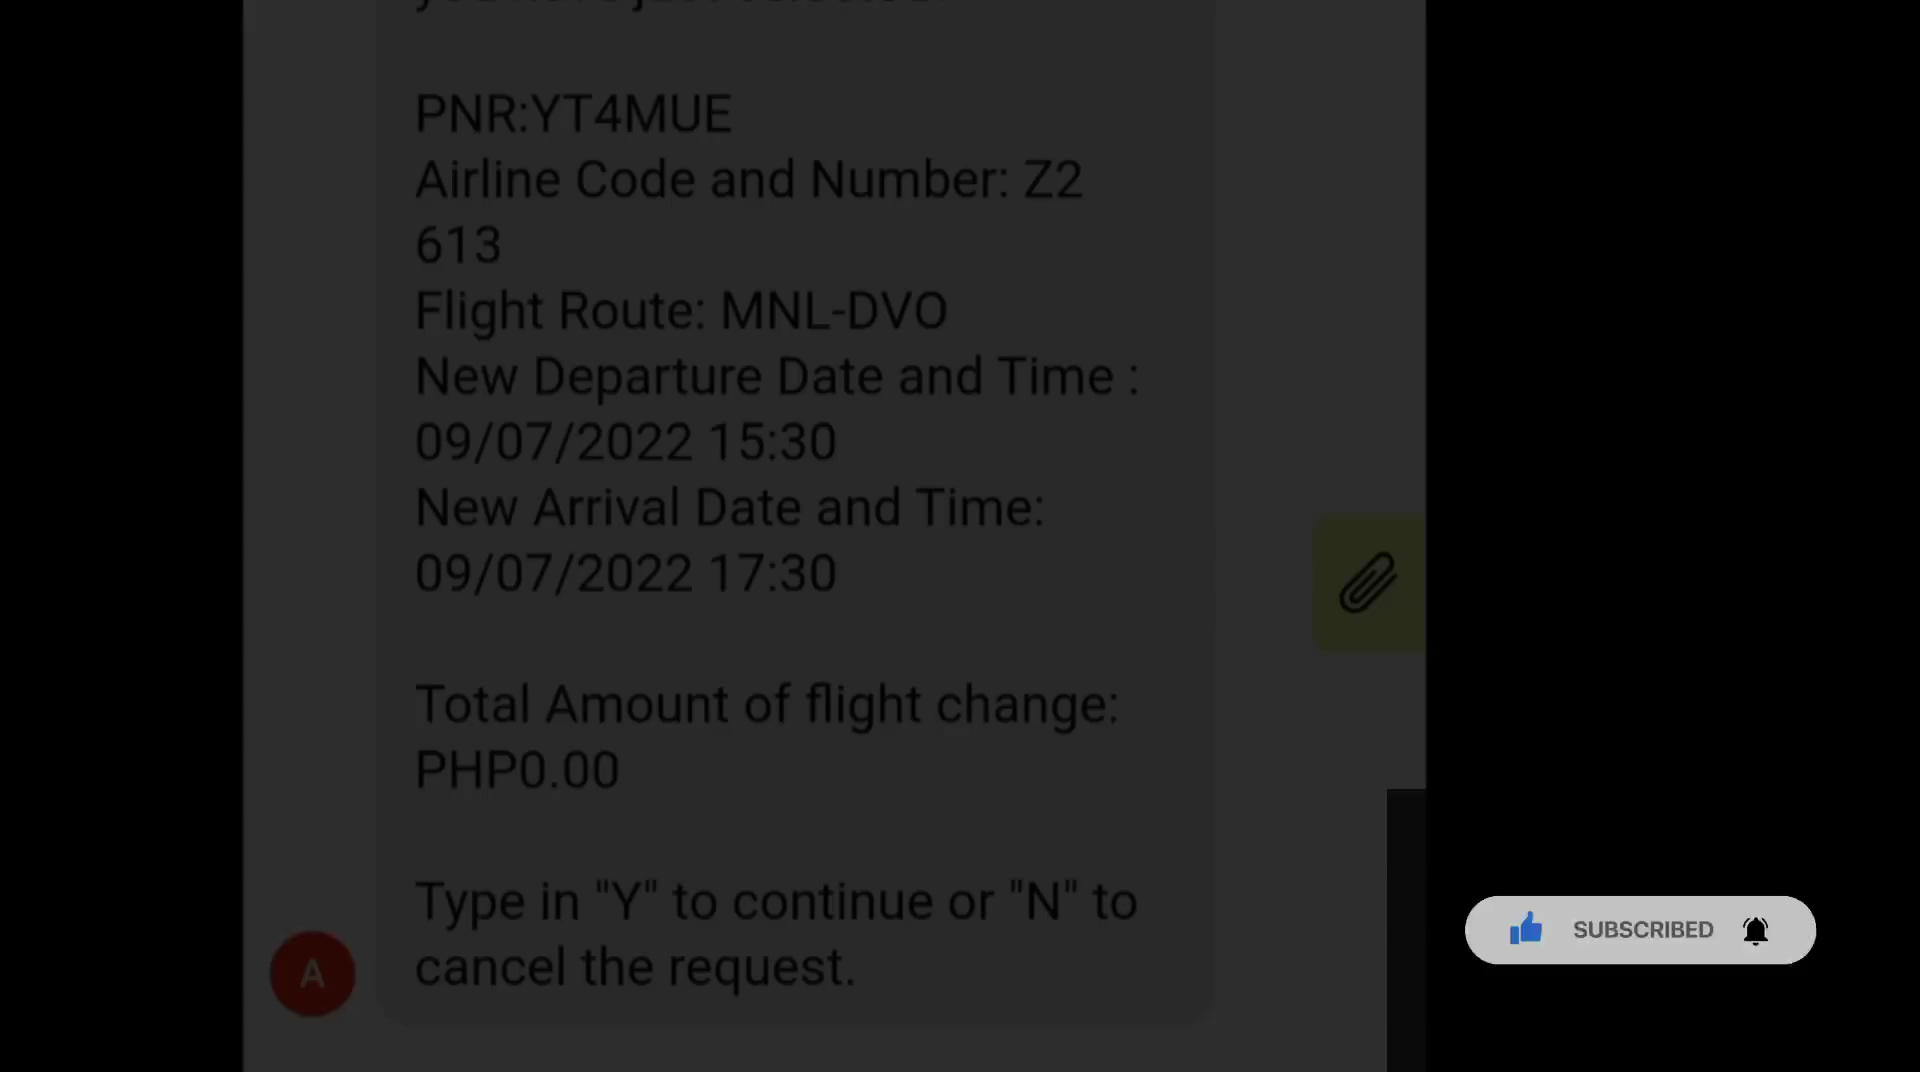 PNR:YT4MUE
Airline Code and Number: Z2
613
Flight Route: MNL-DVO
New Departure Date and Time :
09/07/2022 15:30
New Arrival Date and Time:
09/07/2022 17:30
Total Amount of flight change:
PHP0.00
Type in "Y" to continue or "N" to
cancel the request.
A
SUBSCRIBED